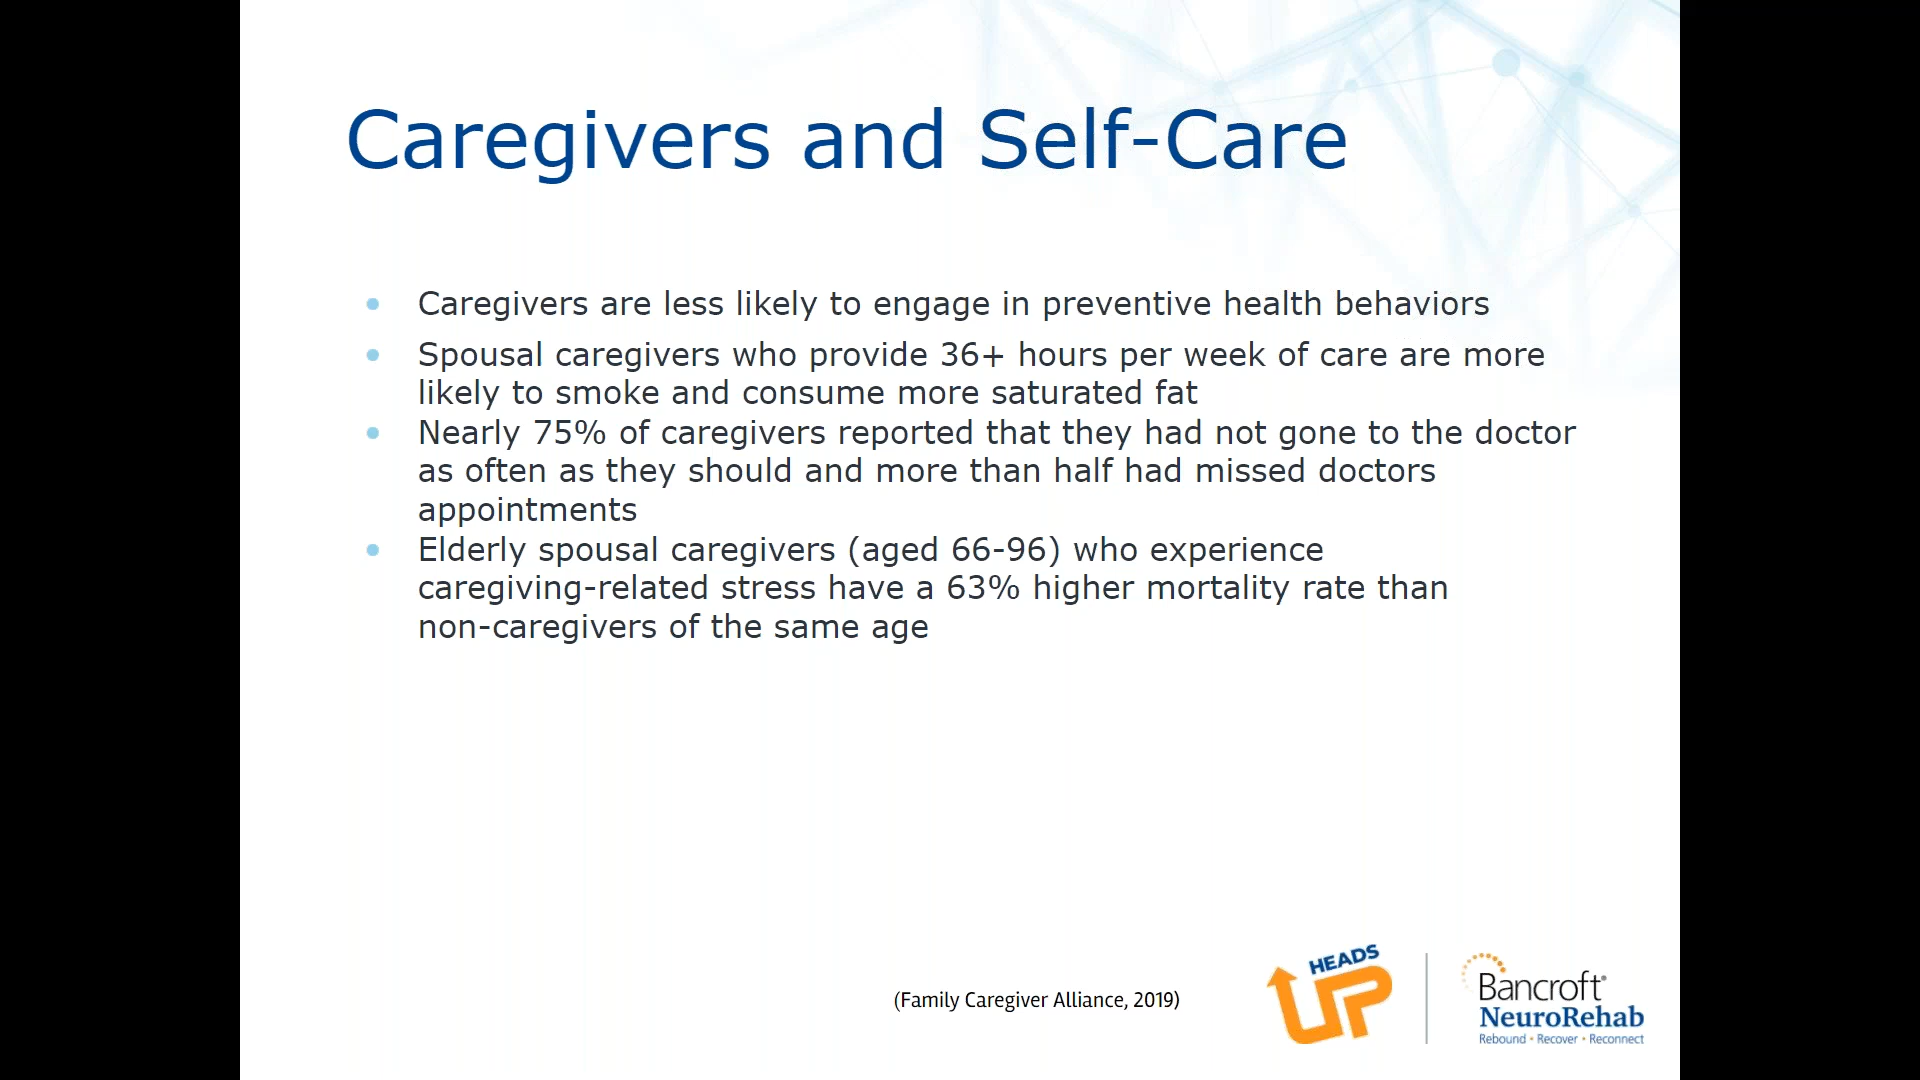 Caregivers and Self-Care
Caregivers are less likely to engage in preventive health behaviors
Spousal caregivers who provide 36+ hours per week of care are more
likely to smoke and consume more saturated fat
Nearly 75% of caregivers reported that they had not gone to the doctor
as often as they should and more than half had missed doctors
appointments
Elderly spousal caregivers (aged 66-96) who experience
caregiving-related stress have a 63% higher mortality rate than
non-caregivers of the same age
(Family Caregiver Alliance, 2019)
HEADS
UP
Bancroft®
NeuroRehab
Rebound • Recover • Reconnect